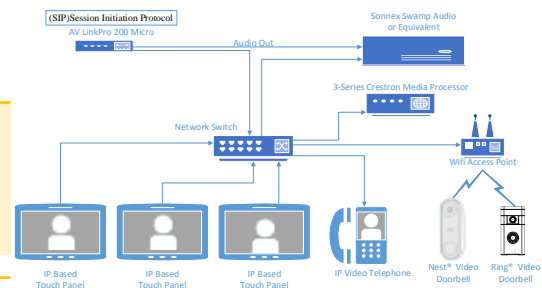 (SIP)Session Initiation Protocol
AV LinkPro 200 Micro
Sonnex Swamp Audio
or Equivalent
Audio Out
3-Series Crestron Media Processor
Network Switch
Wifi Access Point
IP Based
Touch Panel
IP Based
Touch Panel
IP Based
Touch Panel
IP Video Telephone
Nest® Video
Doorbell
Ring® Video
Doorbell